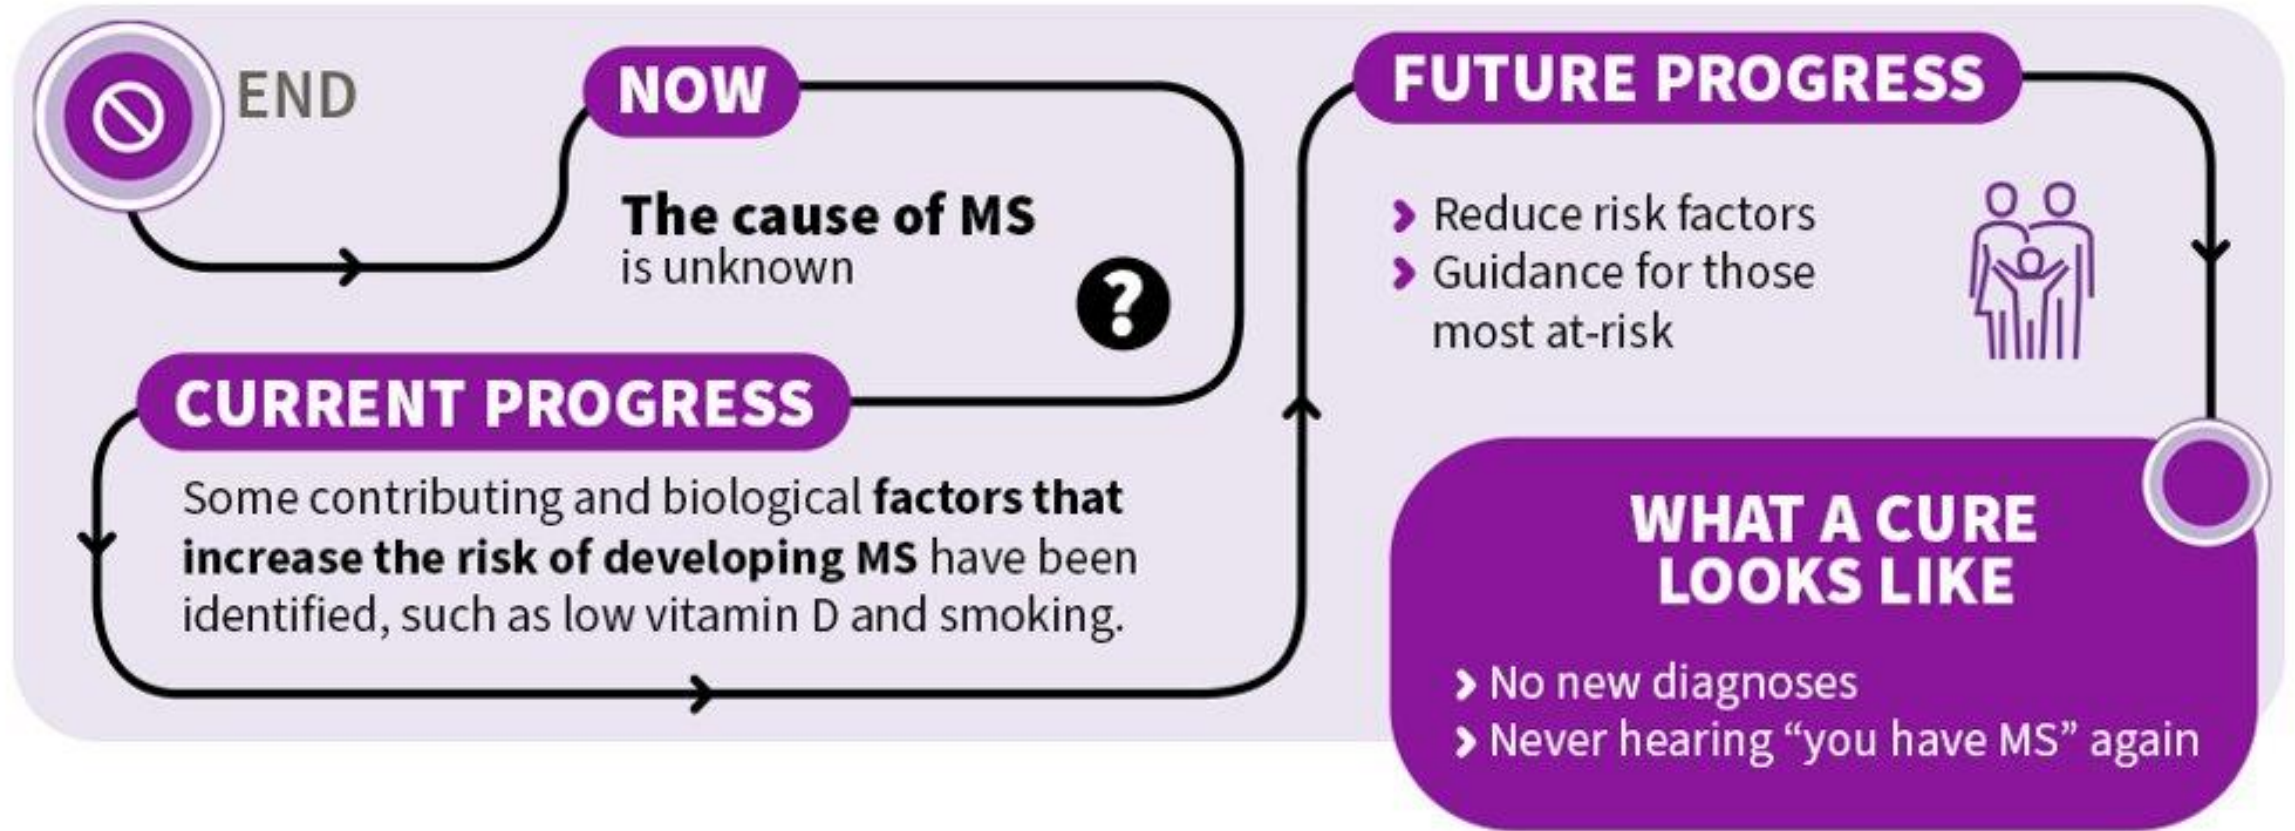 END
NOW
The cause of MS
is unknown
?
CURRENT PROGRESS
Some contributing and biological factors that
increase the risk of developing MS have been
identified, such as low vitamin D and smoking.
FUTURE PROGRESS
Reduce risk factors
Guidance for those
most at-risk
WHAT A CURE
LOOKS LIKE
No new diagnoses
Never hearing “you have MS” again